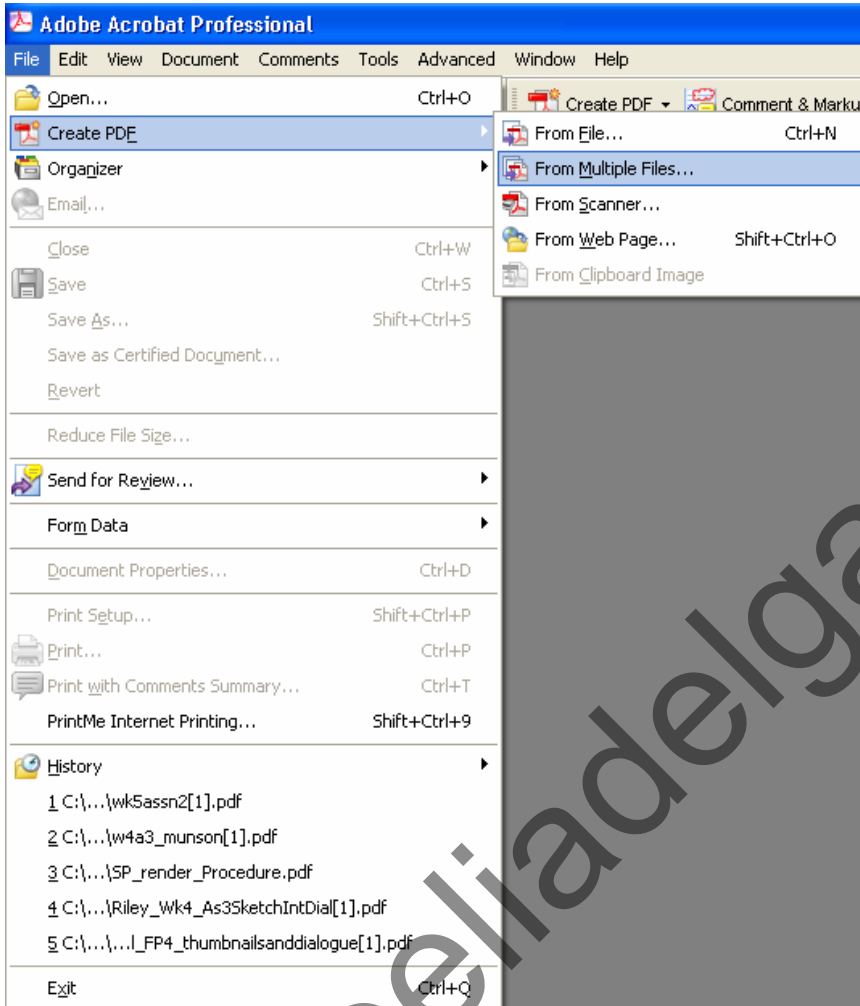 Adobe Acrobat Professional
File Edit View Document Comments Tools Advanced Window Help
Open... Ctrl+O
Create PDF
Organizer
Email...
Close Ctrl+W
Save Ctrl+S
Save As... Shift+Ctrl+S
Save as Certified Document...
Revert
Reduce File Size...
Send for Review...
Form Data
Document Properties... Ctrl+D
Print Setup... Shift+Ctrl+P
Print... Ctrl+P
Print with Comments Summary... Ctrl+T
PrintMe Internet Printing... Shift+Ctrl+9
History
1 C:\...\wk5assn2[1].pdf
2 C:\...\w4a3_munson[1].pdf
3 C:\...\SP_render_Procedure.pdf
4 C:\...\Riley_Wk4_As3SketchIntDial[1].pdf
5 C:\...\...l_FP4_thumbnailsanddialogue[1].pdf
Exit Ctrl+Q
Create PDF Comment & Marku
From File... Ctrl+N
From Multiple Files...
From Scanner...
From Web Page... Shift+Ctrl+O
From Clipboard Image
eliadelga